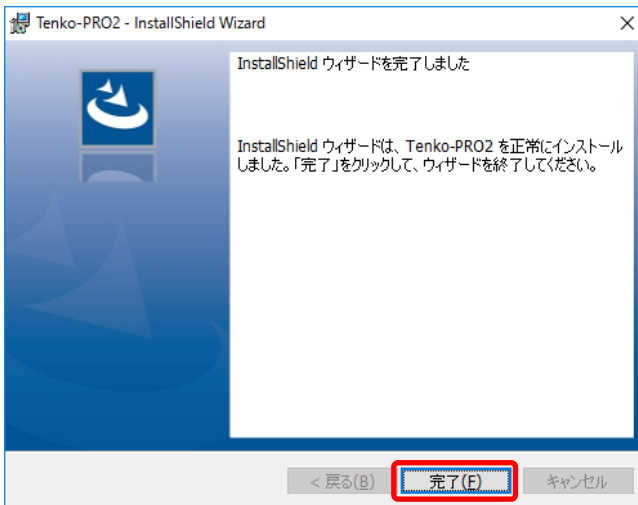 Tenko-PRO2 - InstallShield Wizard
InstallShield ウィザードを完了しました
InstallShield ウィザードは、Tenko-PRO2 を正常にインストール
しました。「完了」をクリックして、ウィザードを終了してください。
< 戻る(B)
完了(F)
キャンセル